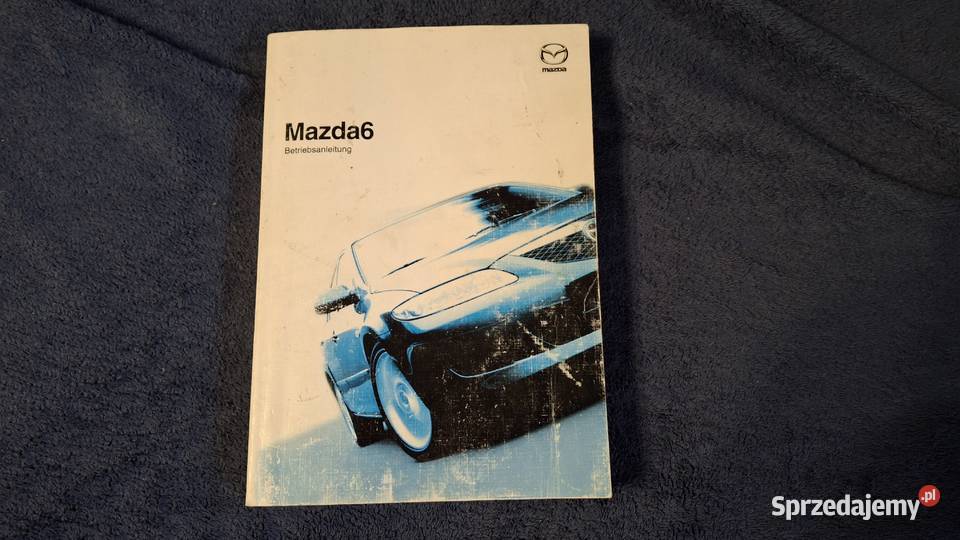 mazda
Mazda6
Betriebsanleitung
Sprzedajemy.pl